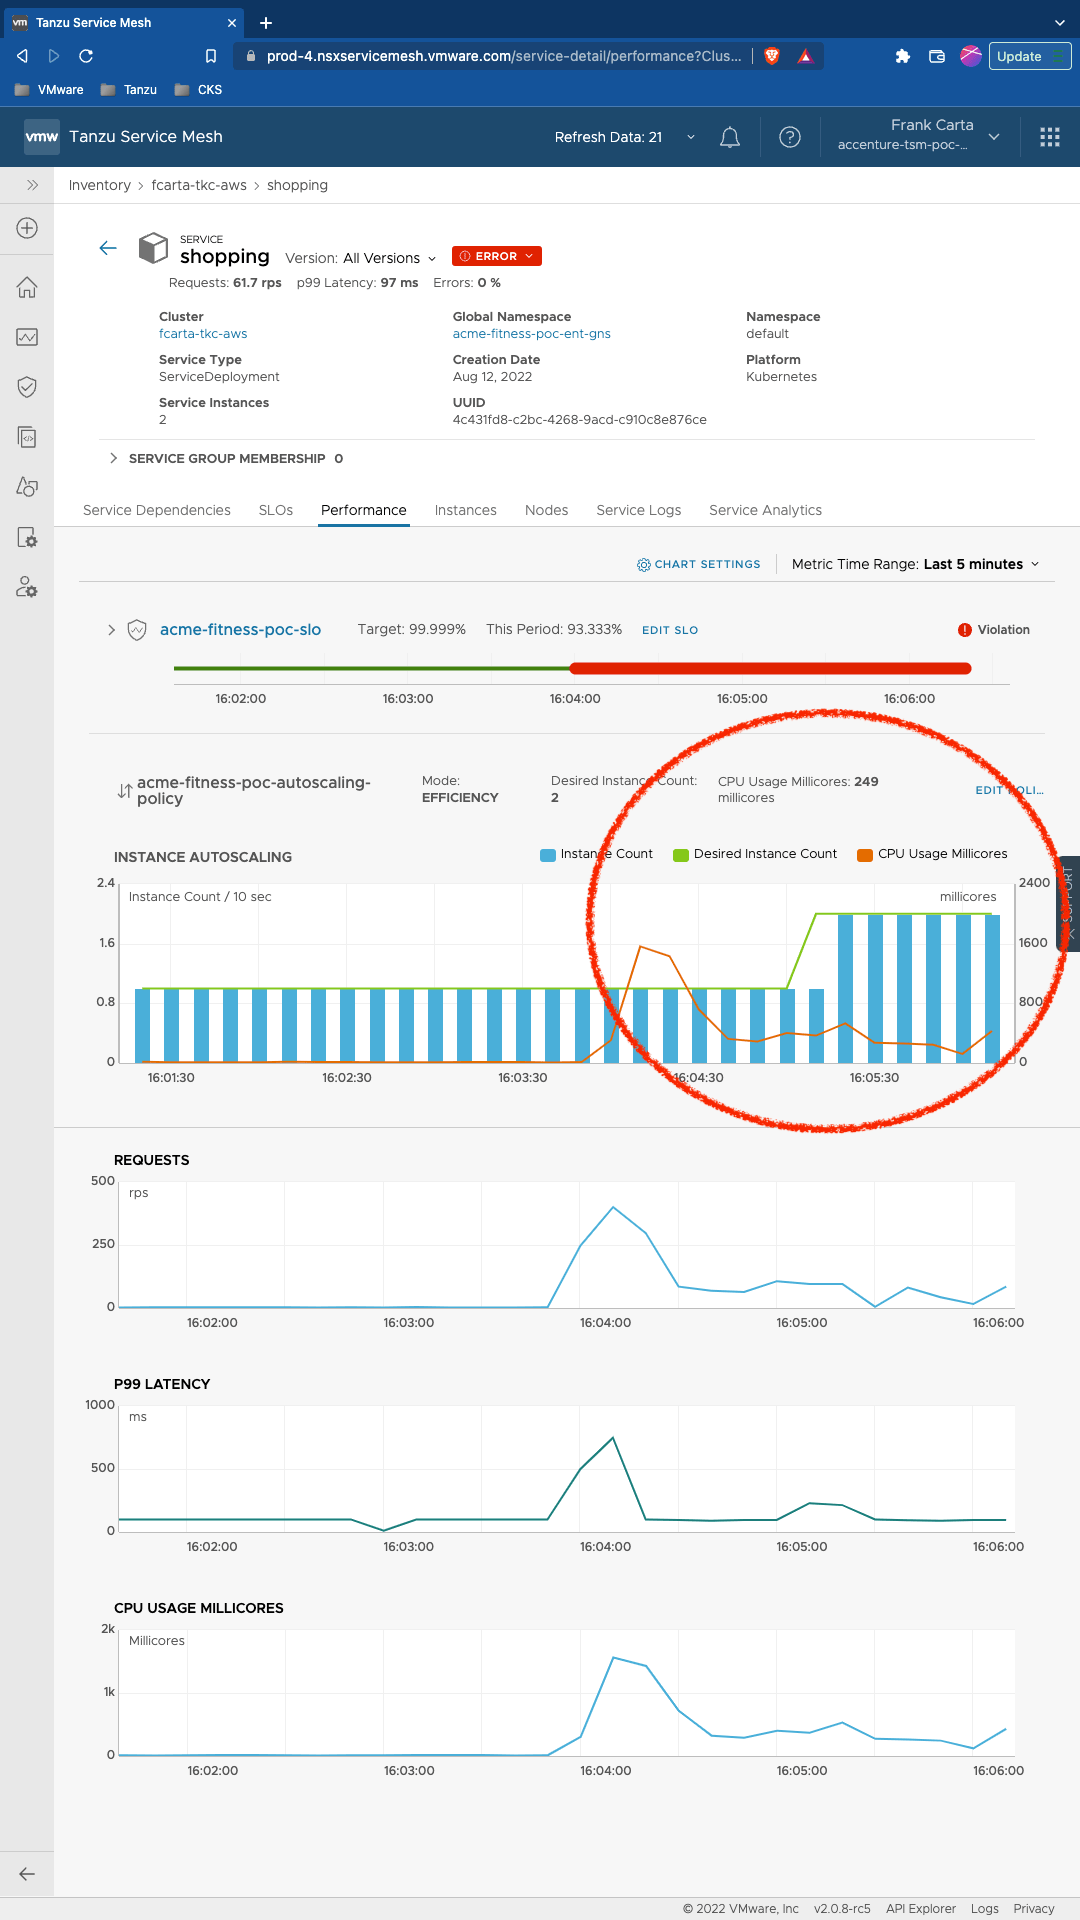 vm Tanzu Service Mesh
prod-4.nsxservicemesh.vmware.com/service-detail/performance?Clus... Update
VMware Tanzu CKS
vmw Tanzu Service Mesh Refresh Data: 21 Frank Carta
accenture-tsm-poc-...
Inventory > fcarta-tkc-aws > shopping
SERVICE
shopping Version: All Versions ERROR
Requests: 61.7 rps p99 Latency: 97 ms Errors: 0 %
Cluster Global Namespace Namespace
fcarta-tkc-aws acme-fitness-poc-ent-gns default
Service Type Creation Date Platform
ServiceDeployment Aug 12, 2022 Kubernetes
Service Instances UUID
2 4c431fd8-c2bc-4268-9acd-c910c8e876ce
SERVICE GROUP MEMBERSHIP 0
Service Dependencies SLOs Performance Instances Nodes Service Logs Service Analytics
CHART SETTINGS Metric Time Range: Last 5 minutes
acme-fitness-poc-slo Target: 99.999% This Period: 93.333% EDIT SLO Violation
16:02:00 16:03:00 16:04:00 16:05:00 16:06:00
acme-fitness-poc-autoscaling-policy Mode: EFFICIENCY Desired Instance Count: 2 CPU Usage Millicores: 249 millicores EDIT POLI...
INSTANCE AUTOSCALING Instance Count Desired Instance Count CPU Usage Millicores
SUPPORT
2.4 Instance Count / 10 sec millicores 2400
1.6 1600
0.8 800
0 0
16:01:30 16:02:30 16:03:30 16:04:30 16:05:30
REQUESTS
500
rps
250
0
16:02:00 16:03:00 16:04:00 16:05:00 16:06:00
P99 LATENCY
1000
ms
500
0
16:02:00 16:03:00 16:04:00 16:05:00 16:06:00
CPU USAGE MILLICORES
2k
Millicores
1k
0
16:02:00 16:03:00 16:04:00 16:05:00 16:06:00
© 2022 VMware, Inc v2.0.8-rc5 API Explorer Logs Privacy